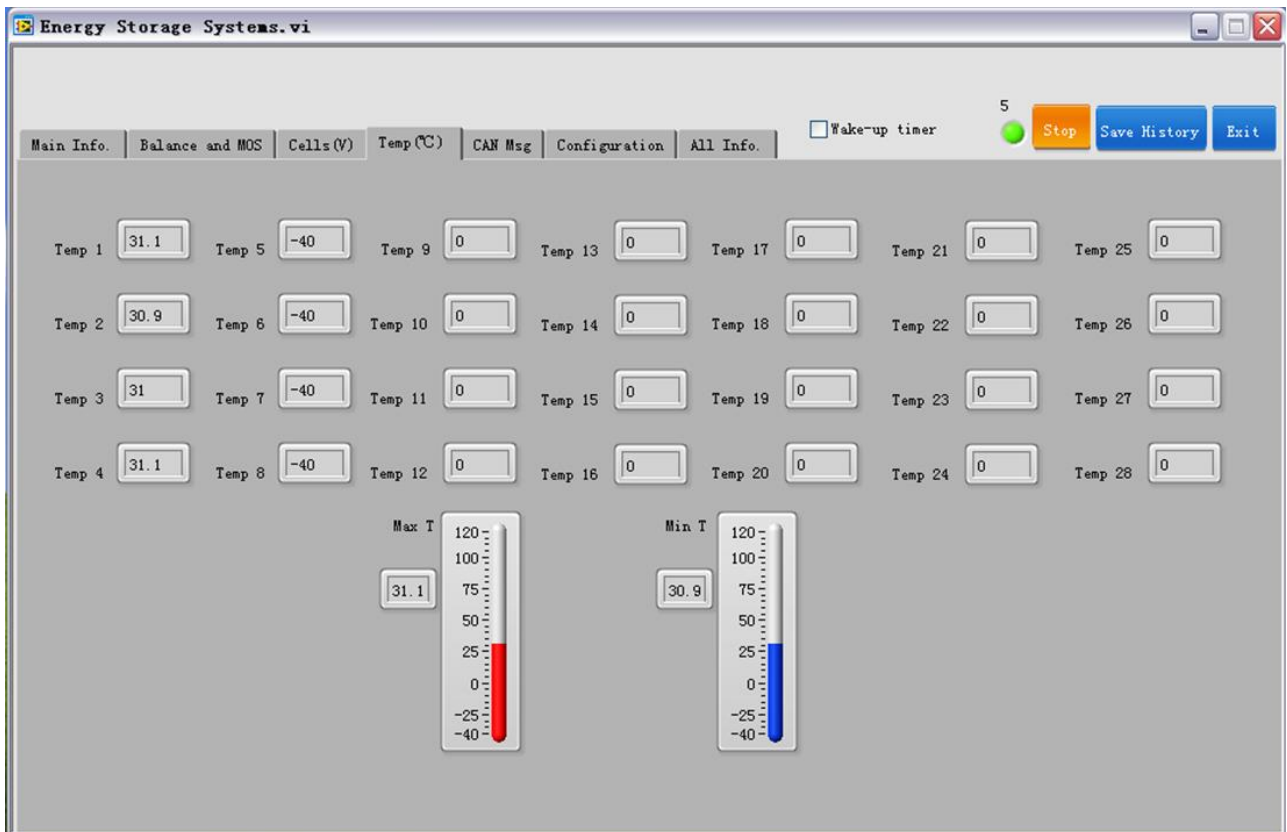 Energy Storage Systems.vi
5
Wake-up timer
Stop Save History Exit
Main Info. Balance and MOS Cells(V) Temp(℃) CAN Msg Configuration All Info.
Temp 1 31.1 Temp 5 -40 Temp 9 0 Temp 13 0 Temp 17 0 Temp 21 0 Temp 25 0
Temp 2 30.9 Temp 6 -40 Temp 10 0 Temp 14 0 Temp 18 0 Temp 22 0 Temp 26 0
Temp 3 31 Temp 7 -40 Temp 11 0 Temp 15 0 Temp 19 0 Temp 23 0 Temp 27 0
Temp 4 31.1 Temp 8 -40 Temp 12 0 Temp 16 0 Temp 20 0 Temp 24 0 Temp 28 0
Max T
31.1
120
100
75
50
25
0
-25
-40
Min T
30.9
120
100
75
50
25
0
-25
-40